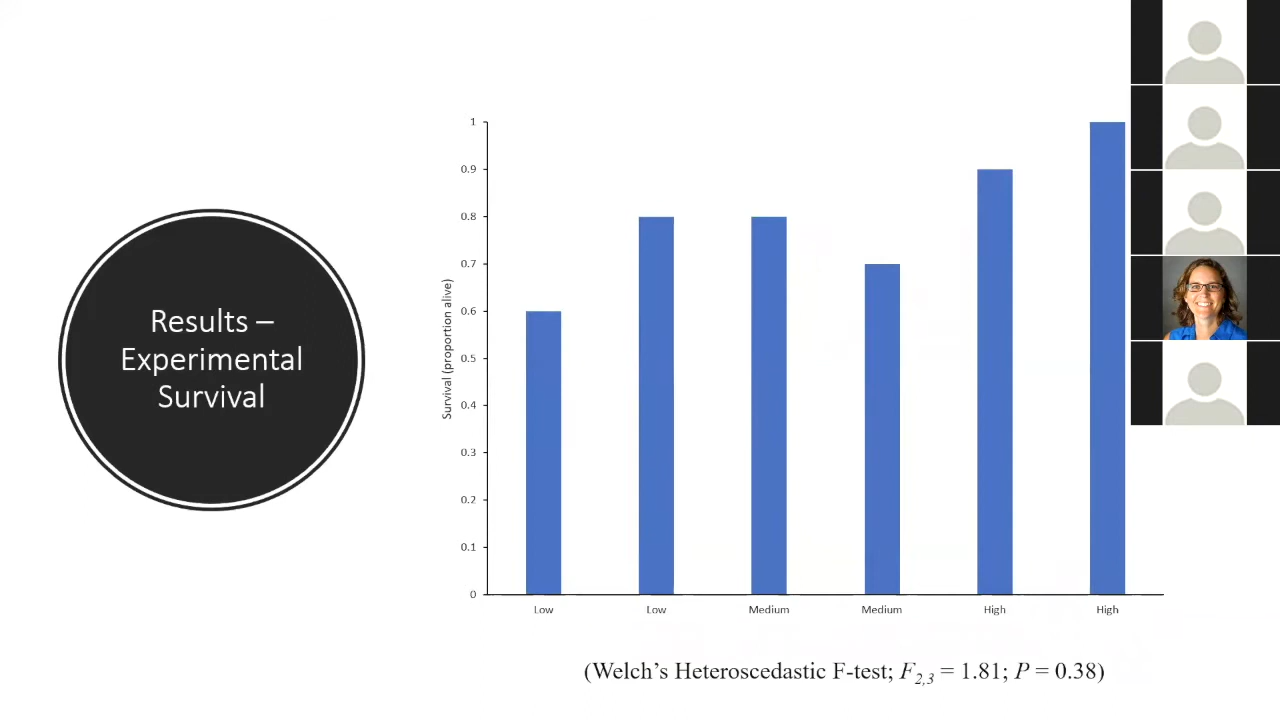 Results –
Experimental
Survival
Survival (proportion alive)
1
0.9
0.8
0.7
0.6
0.5
0.4
0.3
0.2
0.1
0
Low Low Medium Medium High High
(Welch’s Heteroscedastic F-test; F2,3 = 1.81; P = 0.38)